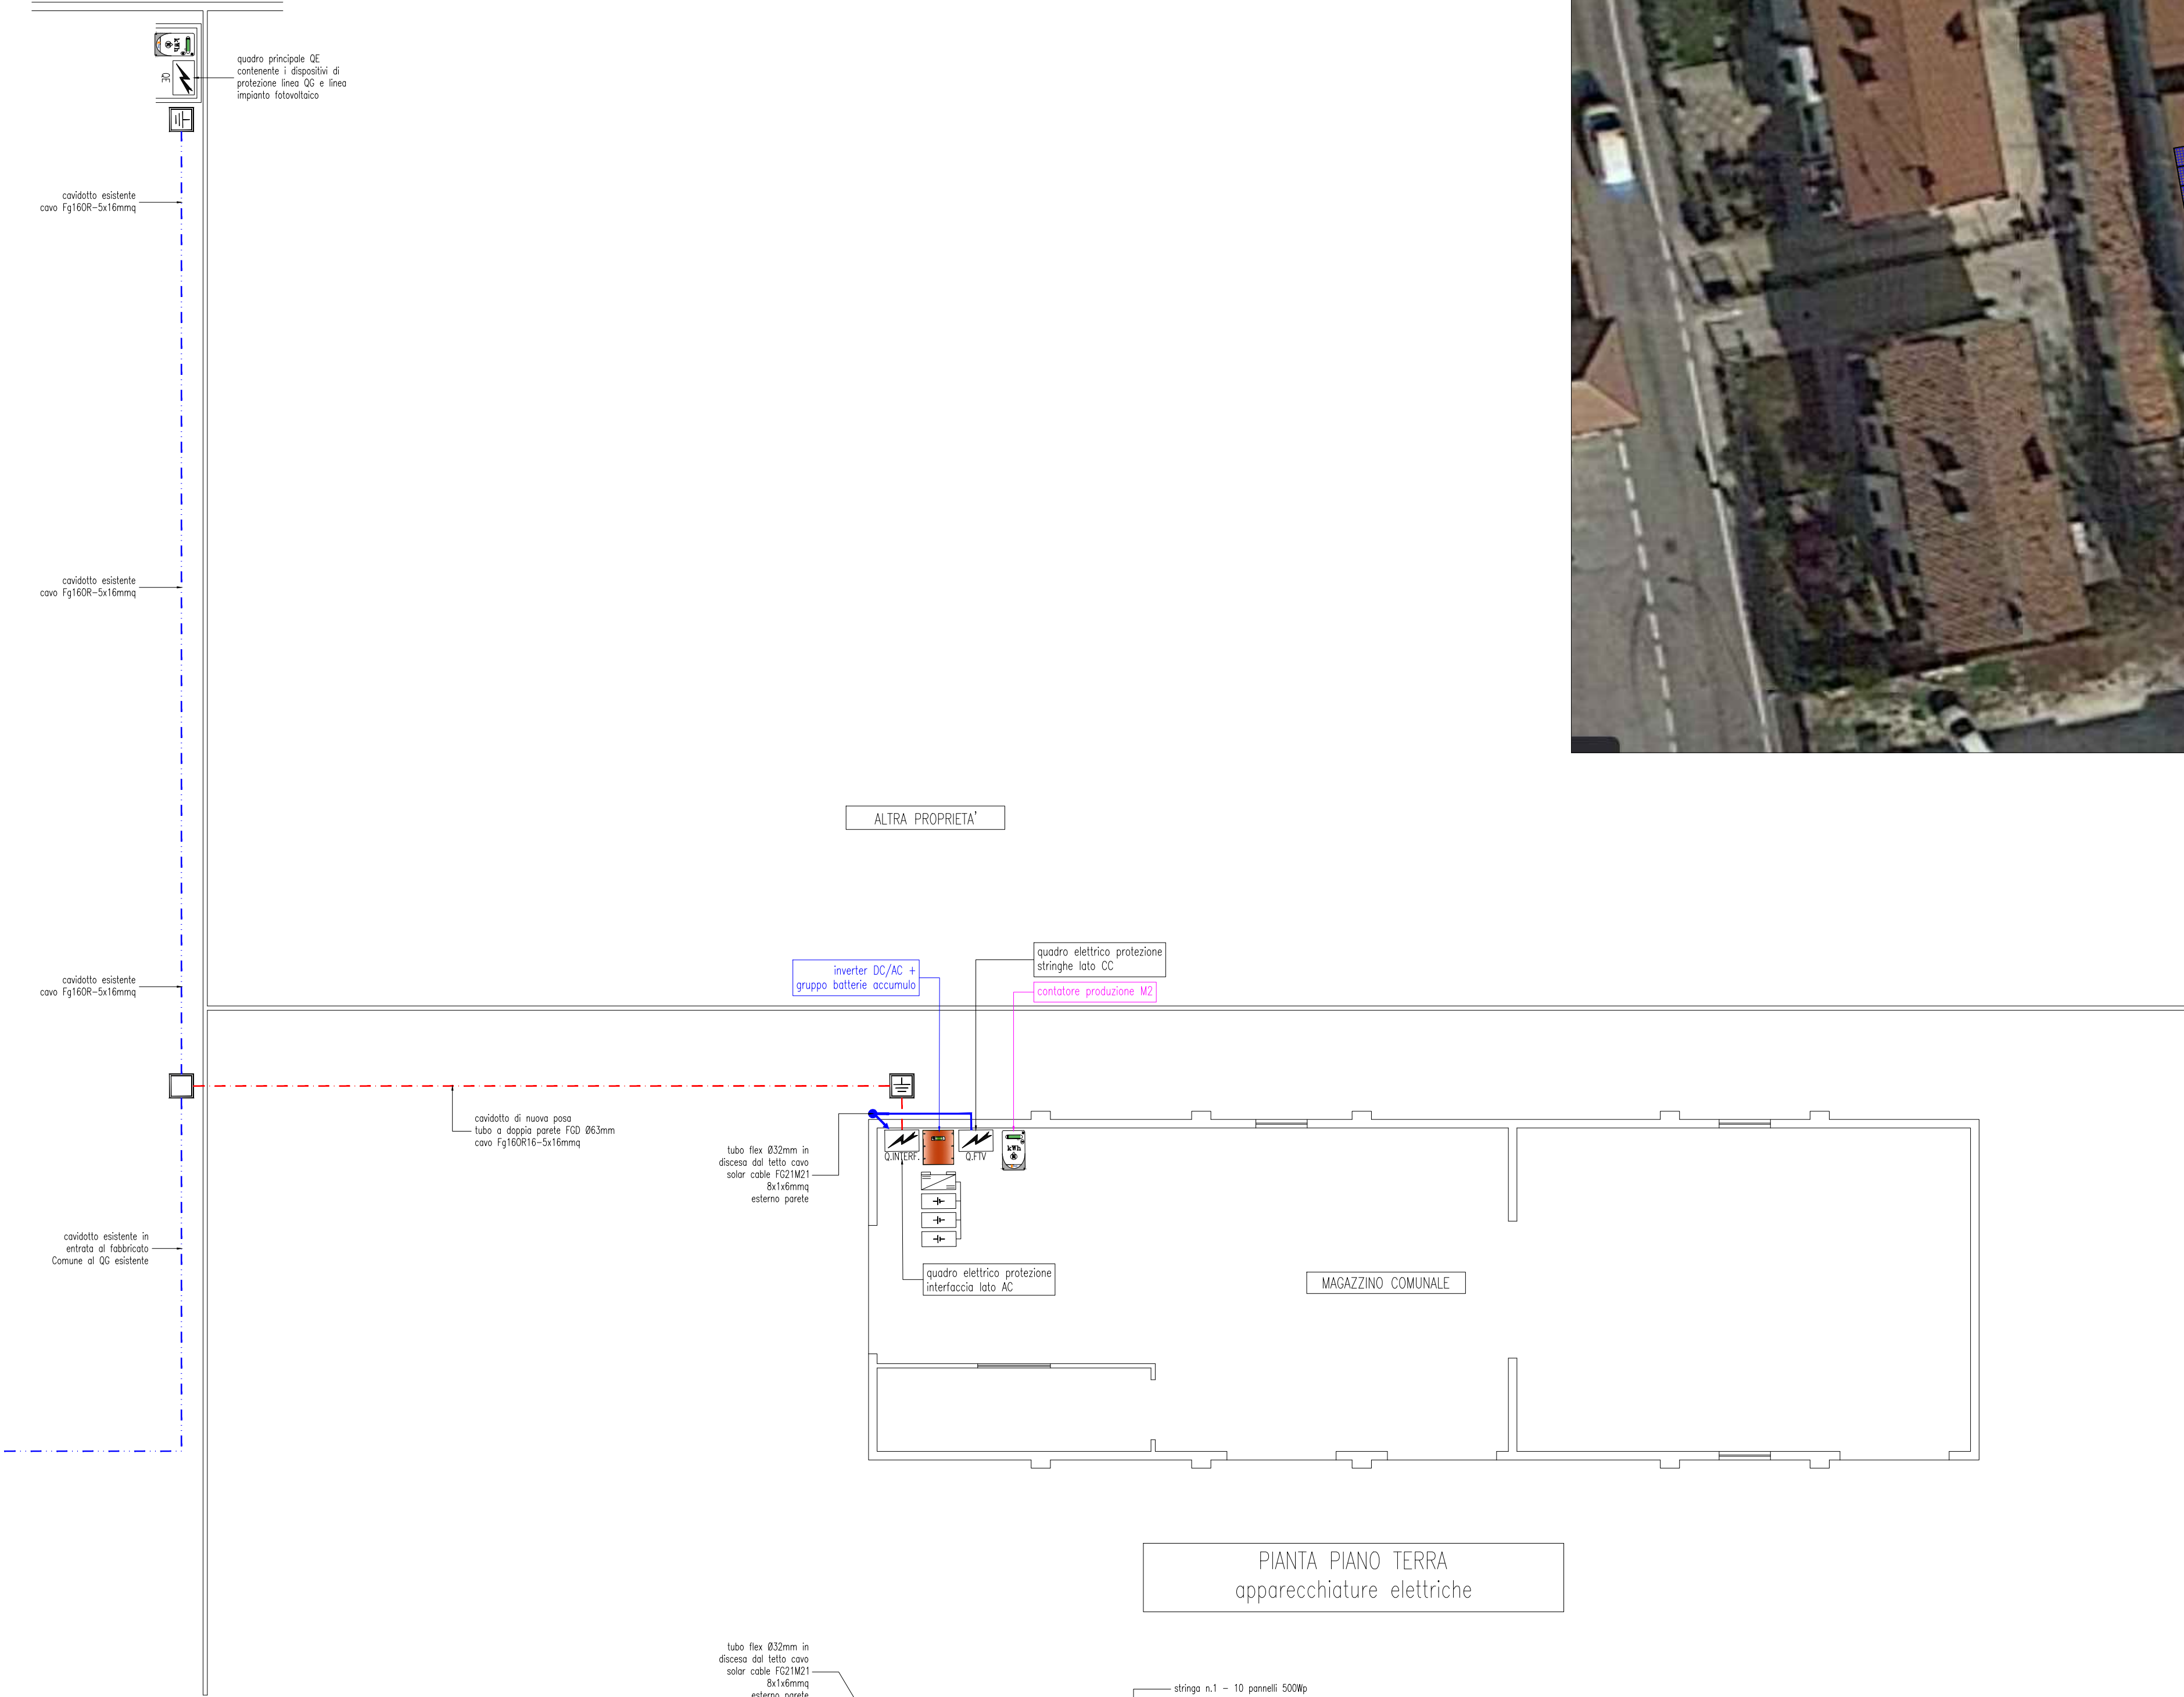 kWh
QE
quadro principale QE
contenente i dispositivi di
protezione linea QG e linea
impianto fotovoltaico
cavidotto esistente
cavo Fg16OR-5x16mmq
cavidotto esistente
cavo Fg16OR-5x16mmq
ALTRA PROPRIETA'
cavidotto esistente
cavo Fg16OR-5x16mmq
inverter DC/AC +
gruppo batterie accumulo
quadro elettrico protezione
stringhe lato CC
contatore produzione M2
cavidotto di nuova posa
tubo a doppia parete FGD Ø63mm
cavo Fg16OR16-5x16mmq
tubo flex Ø32mm in
discesa dal tetto cavo
solar cable FG21M21
8x1x6mmq
esterno parete
Q.INTERF.
Q.FTV
kWh
cavidotto esistente in
entrata al fabbricato
Comune al QG esistente
quadro elettrico protezione
interfaccia lato AC
MAGAZZINO COMUNALE
PIANTA PIANO TERRA
apparecchiature elettriche
tubo flex Ø32mm in
discesa dal tetto cavo
solar cable FG21M21
8x1x6mmq
esterno parete
stringa n.1 - 10 pannelli 500Wp